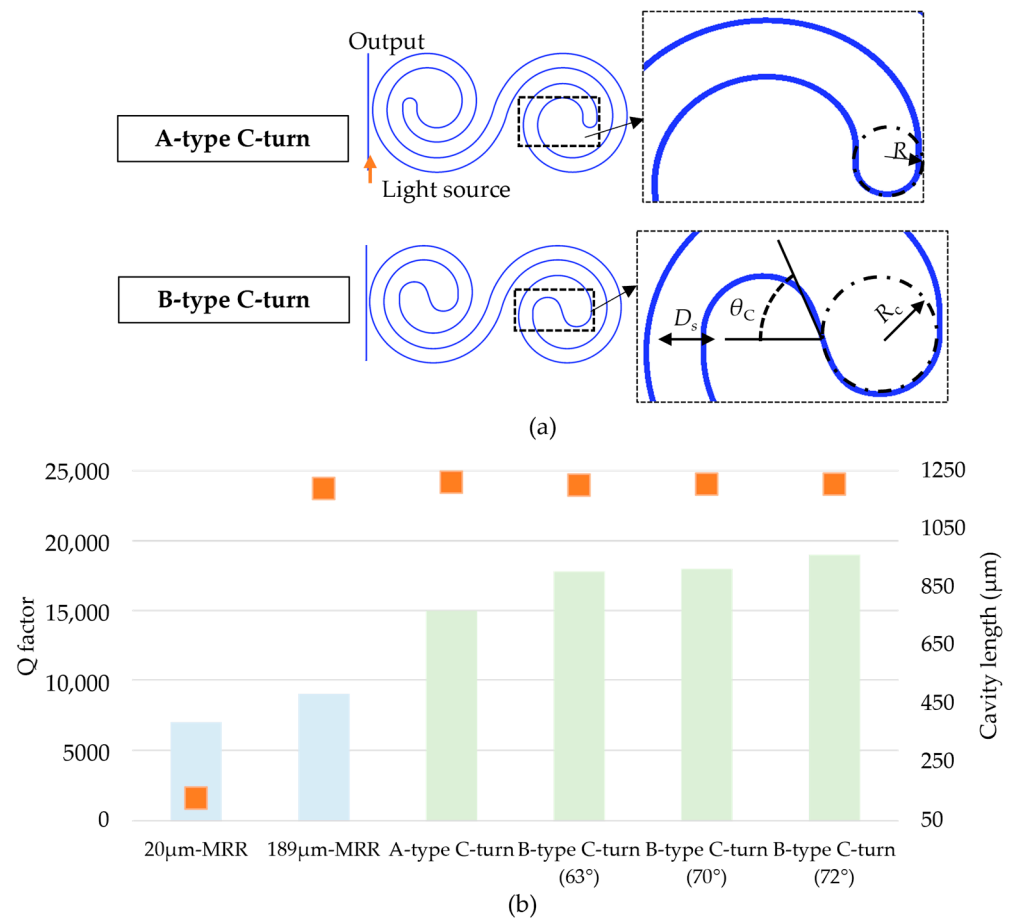 Output
A-type C-turn
R
Light source
B-type C-turn
θC
Ds
Rc
(a)
25,000
20,000
15,000
10,000
5000
0
Q factor
1250
1050
850
650
450
250
50
Cavity length (μm)
20μm-MRR 189μm-MRR A-type C-turn B-type C-turn B-type C-turn B-type C-turn
(63°) (70°) (72°)
(b)